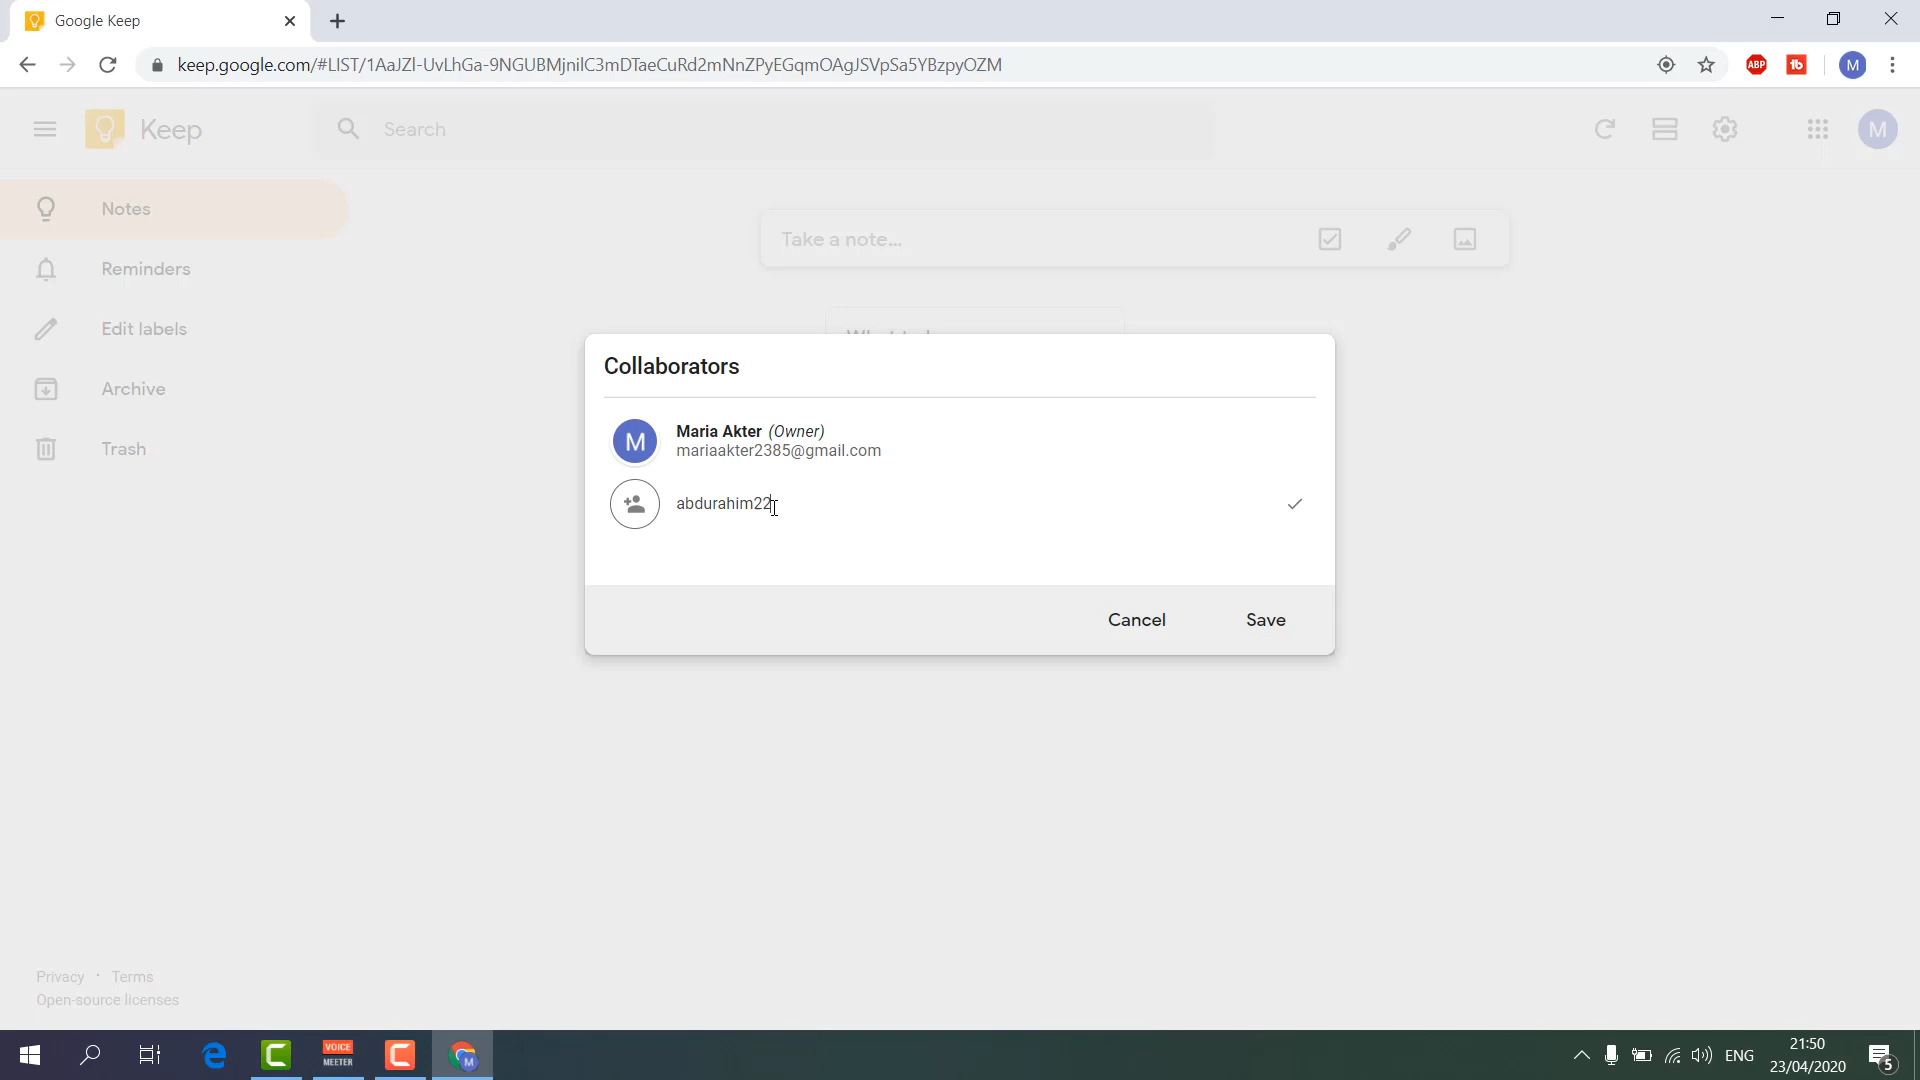 Google Keep
keep.google.com/#LIST/1AaJZl-UvLhGa-9NGUBMjnilC3mDTaeCuRd2mNnZPyEGqmOAgJSVpSa5YBzpyOZM
ABP
M
Keep
Search
M
Notes
Take a note...
Reminders
Edit labels
Archive
Trash
Collaborators
M
Maria Akter (Owner)
mariaakter2385@gmail.com
abdurahim22
Cancel
Save
Privacy · Terms
Open-source licenses
VOICE
MEETER
M
ENG
21:50
23/04/2020
5